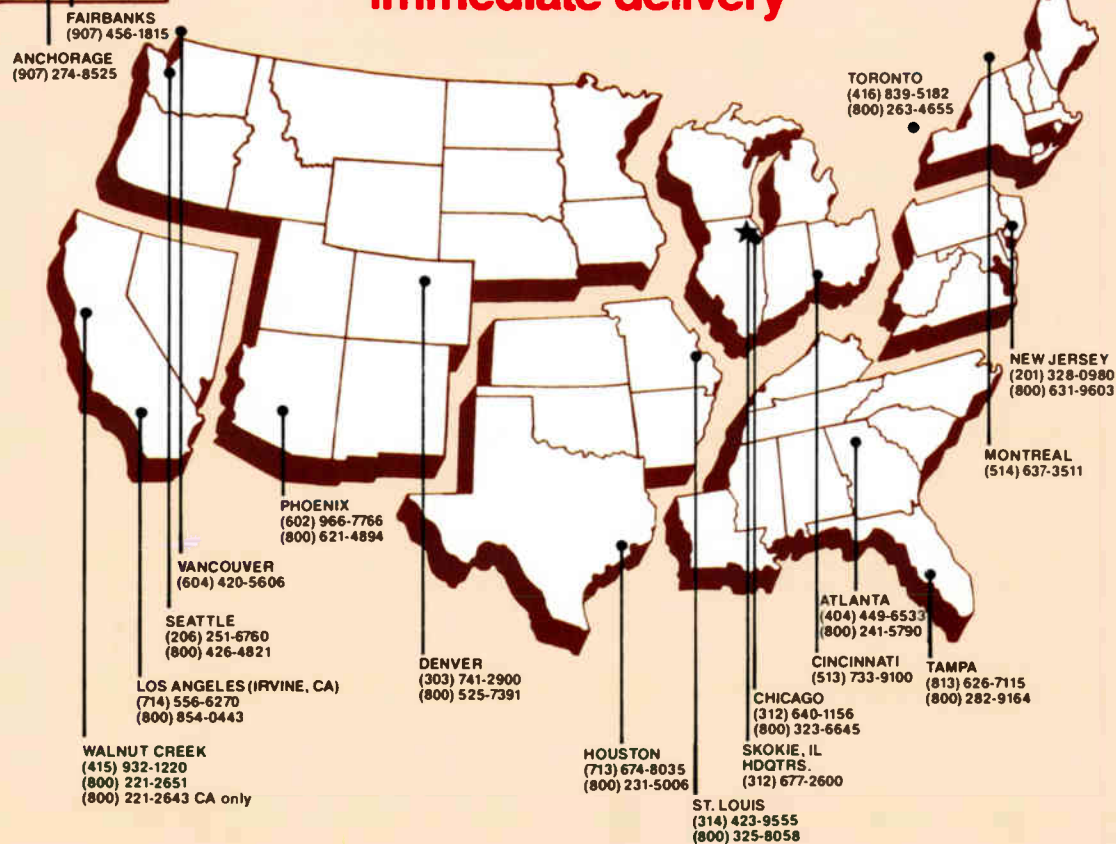 immediate delivery
FAIRBANKS
(907) 456-1815
ANCHORAGE
(907) 274-8525
TORONTO
(416) 839-5182
(800) 263-4655
NEW JERSEY
(201) 328-0980
(800) 631-9603
MONTREAL
(514) 637-3511
PHOENIX
(602) 966-7766
(800) 621-4894
VANCOUVER
(604) 420-5606
SEATTLE
(206) 251-6760
(800) 426-4821
LOS ANGELES (IRVINE, CA)
(714) 556-6270
(800) 854-0443
WALNUT CREEK
(415) 932-1220
(800) 221-2651
(800) 221-2643 CA only
DENVER
(303) 741-2900
(800) 525-7391
HOUSTON
(713) 674-8035
(800) 231-5006
ST. LOUIS
(314) 423-9555
(800) 325-8058
SKOKIE, IL
HDQTRS.
(312) 677-2600
CHICAGO
(312) 640-1156
(800) 323-6645
CINCINNATI
(513) 733-9100
ATLANTA
(404) 449-6533
(800) 241-5790
TAMPA
(813) 626-7115
(800) 282-9164